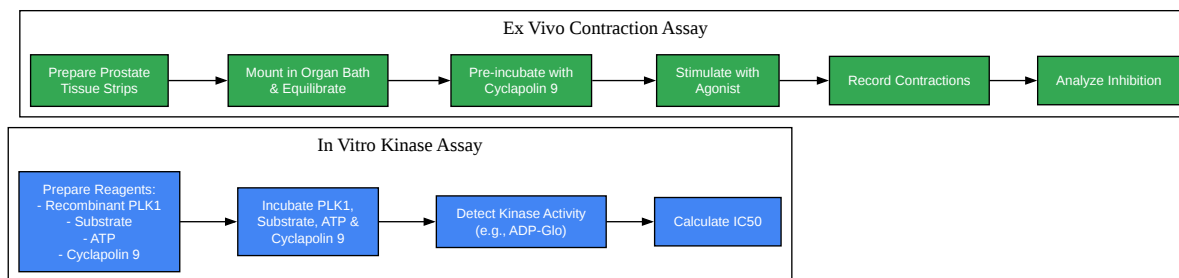 Ex Vivo Contraction Assay
Prepare Prostate
Tissue Strips
Mount in Organ Bath
& Equilibrate
Pre-incubate with
Cyclapolin 9
Stimulate with
Agonist
Record Contractions
Analyze Inhibition
In Vitro Kinase Assay
Prepare Reagents:
- Recombinant PLK1
- Substrate
- ATP
- Cyclapolin 9
Incubate PLK1,
Substrate, ATP &
Cyclapolin 9
Detect Kinase Activity
(e.g., ADP-Glo)
Calculate IC50